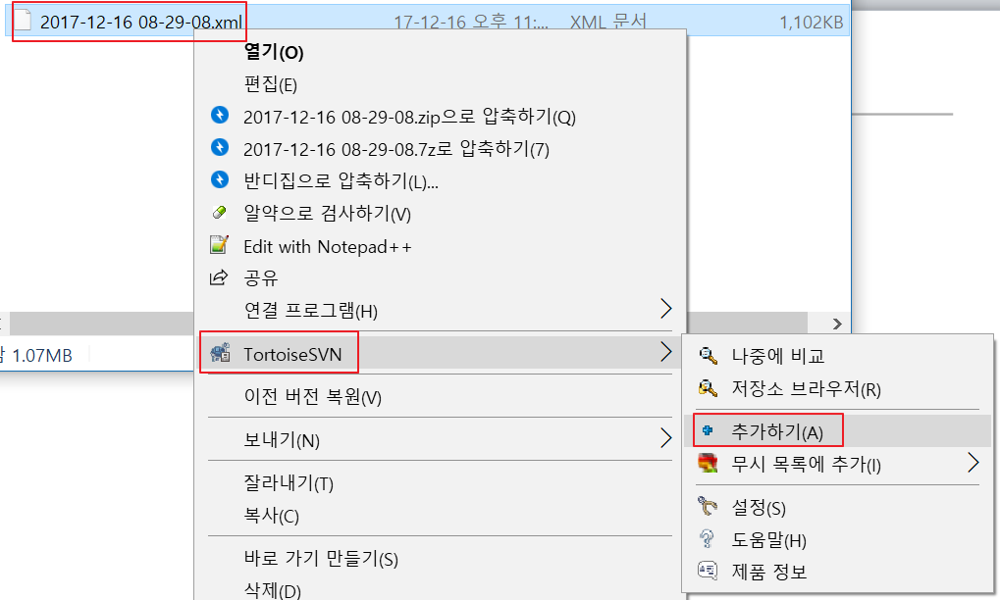 2017-12-16 08-29-08.xml 17-12-16 오후 11:... XML 문서 1,102KB
열기(O)
편집(E)
2017-12-16 08-29-08.zip으로 압축하기(Q)
2017-12-16 08-29-08.7z로 압축하기(7)
반디집으로 압축하기(L)...
알약으로 검사하기(V)
Edit with Notepad++
공유
연결 프로그램(H)
1.07MB
TortoiseSVN
이전 버전 복원(V)
보내기(N)
잘라내기(T)
복사(C)
바로 가기 만들기(S)
삭제(D)
나중에 비교
저장소 브라우저(R)
추가하기(A)
무시 목록에 추가(I)
설정(S)
도움말(H)
제품 정보